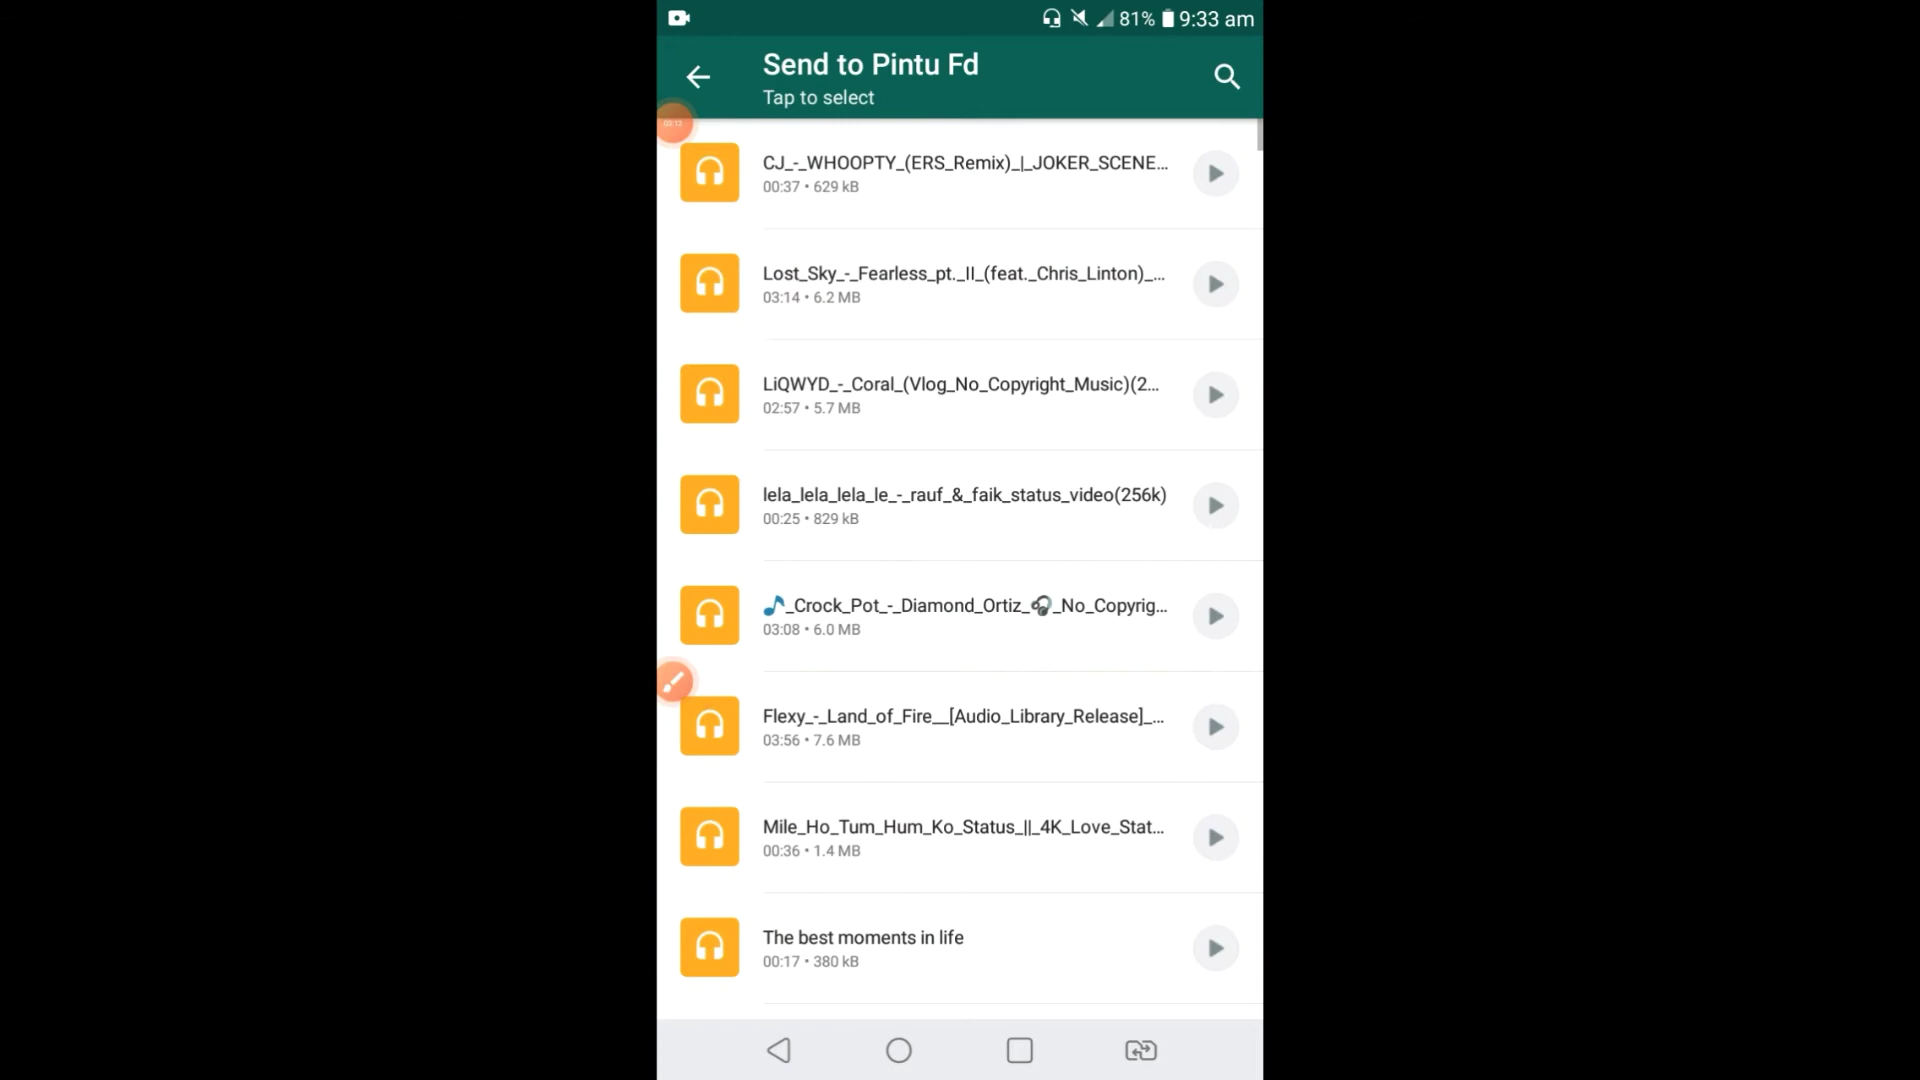 81% 9:33 am
Send to Pintu Fd
Tap to select
00:13
CJ_-_WHOOPTY_(ERS_Remix)_|_JOKER_SCENE...
00:37 • 629 kB
Lost_Sky_-_Fearless_pt._II_(feat._Chris_Linton)_...
03:14 • 6.2 MB
LiQWYD_-_Coral_(Vlog_No_Copyright_Music)(2...
02:57 • 5.7 MB
lela_lela_lela_le_-_rauf_&_faik_status_video(256k)
00:25 • 829 kB
🎵_Crock_Pot_-_Diamond_Ortiz_🎧_No_Copyrig...
03:08 • 6.0 MB
Flexy_-_Land_of_Fire__[Audio_Library_Release]_...
03:56 • 7.6 MB
Mile_Ho_Tum_Hum_Ko_Status_||_4K_Love_Stat...
00:36 • 1.4 MB
The best moments in life
00:17 • 380 kB